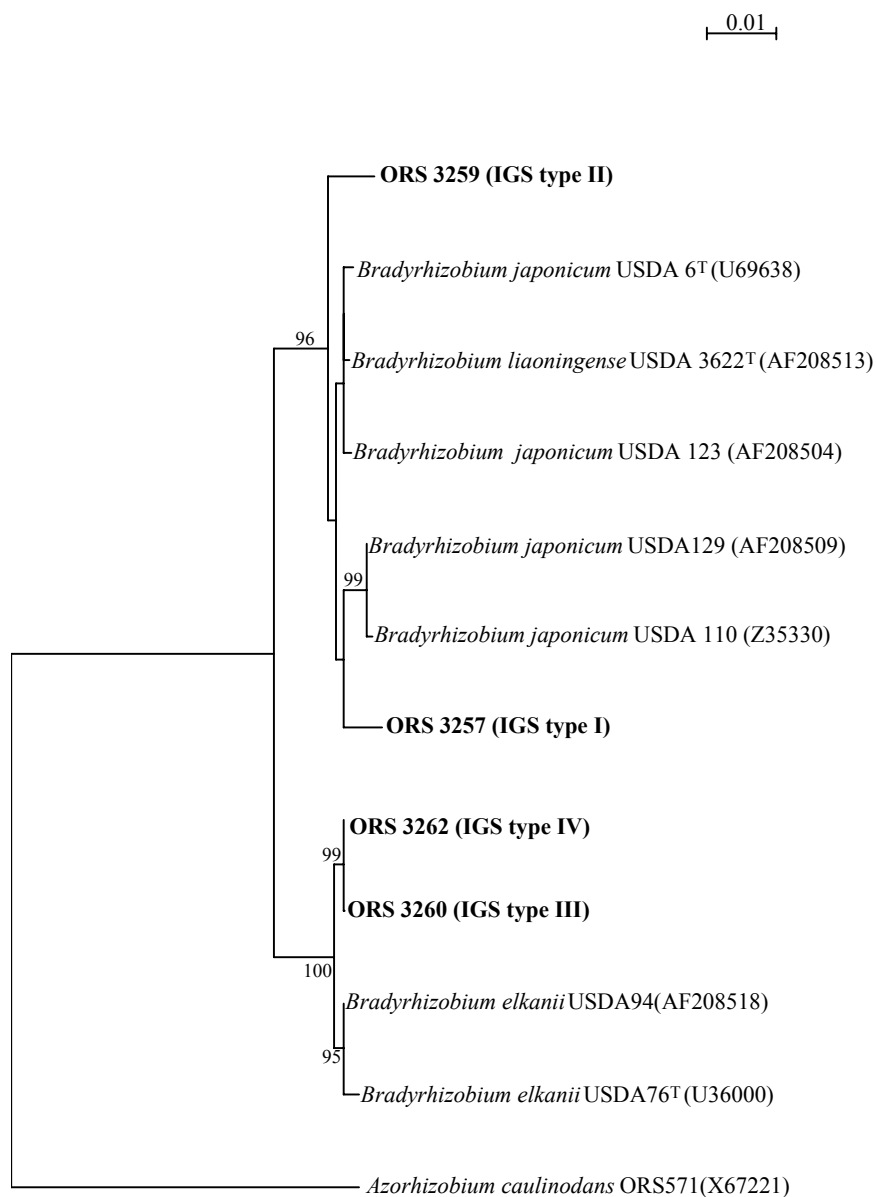 0.01
ORS 3259 (IGS type II)
Bradyrhizobium japonicum USDA 6T (U69638)
96
Bradyrhizobium liaoningense USDA 3622T (AF208513)
Bradyrhizobium japonicum USDA 123 (AF208504)
Bradyrhizobium japonicum USDA129 (AF208509)
99
Bradyrhizobium japonicum USDA 110 (Z35330)
ORS 3257 (IGS type I)
ORS 3262 (IGS type IV)
99
ORS 3260 (IGS type III)
100
Bradyrhizobium elkanii USDA94(AF208518)
95
Bradyrhizobium elkanii USDA76T (U36000)
Azorhizobium caulinodans ORS571(X67221)